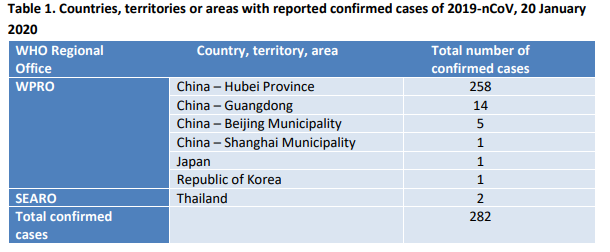 Table 1. Countries, territories or areas with reported confirmed cases of 2019-nCoV, 20 January
2020
WHO Regional Office Country, territory, area Total number of confirmed cases
WPRO China – Hubei Province 258
China – Guangdong 14
China – Beijing Municipality 5
China – Shanghai Municipality 1
Japan 1
Republic of Korea 1
SEARO Thailand 2
Total confirmed cases 282